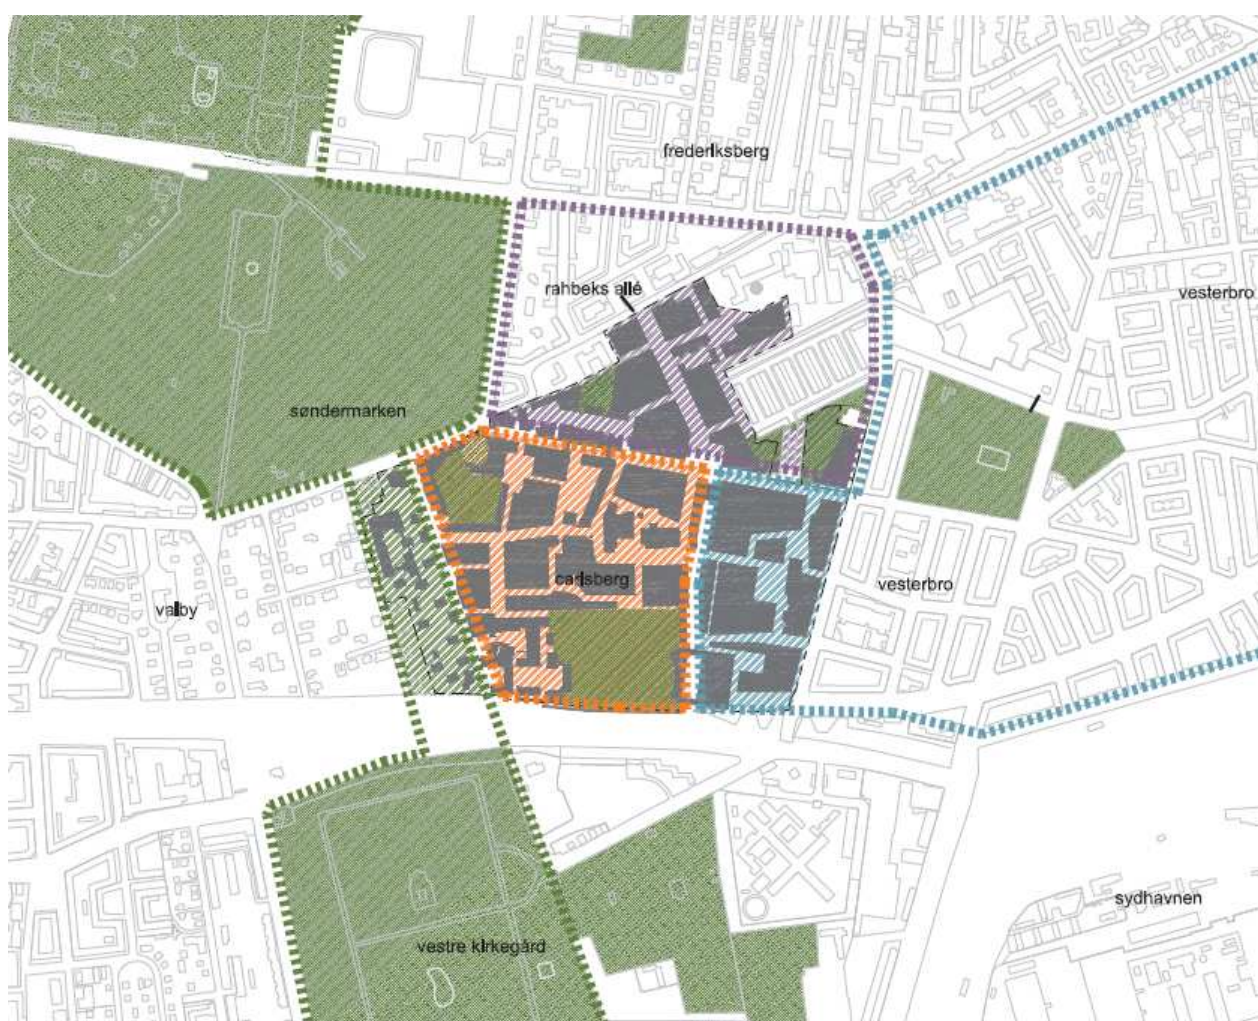 frederiksberg
rahbeks allé
vesterbro
søndermarken
carlsberg
vesterbro
valby
sydhavnen
vestre kirkegård